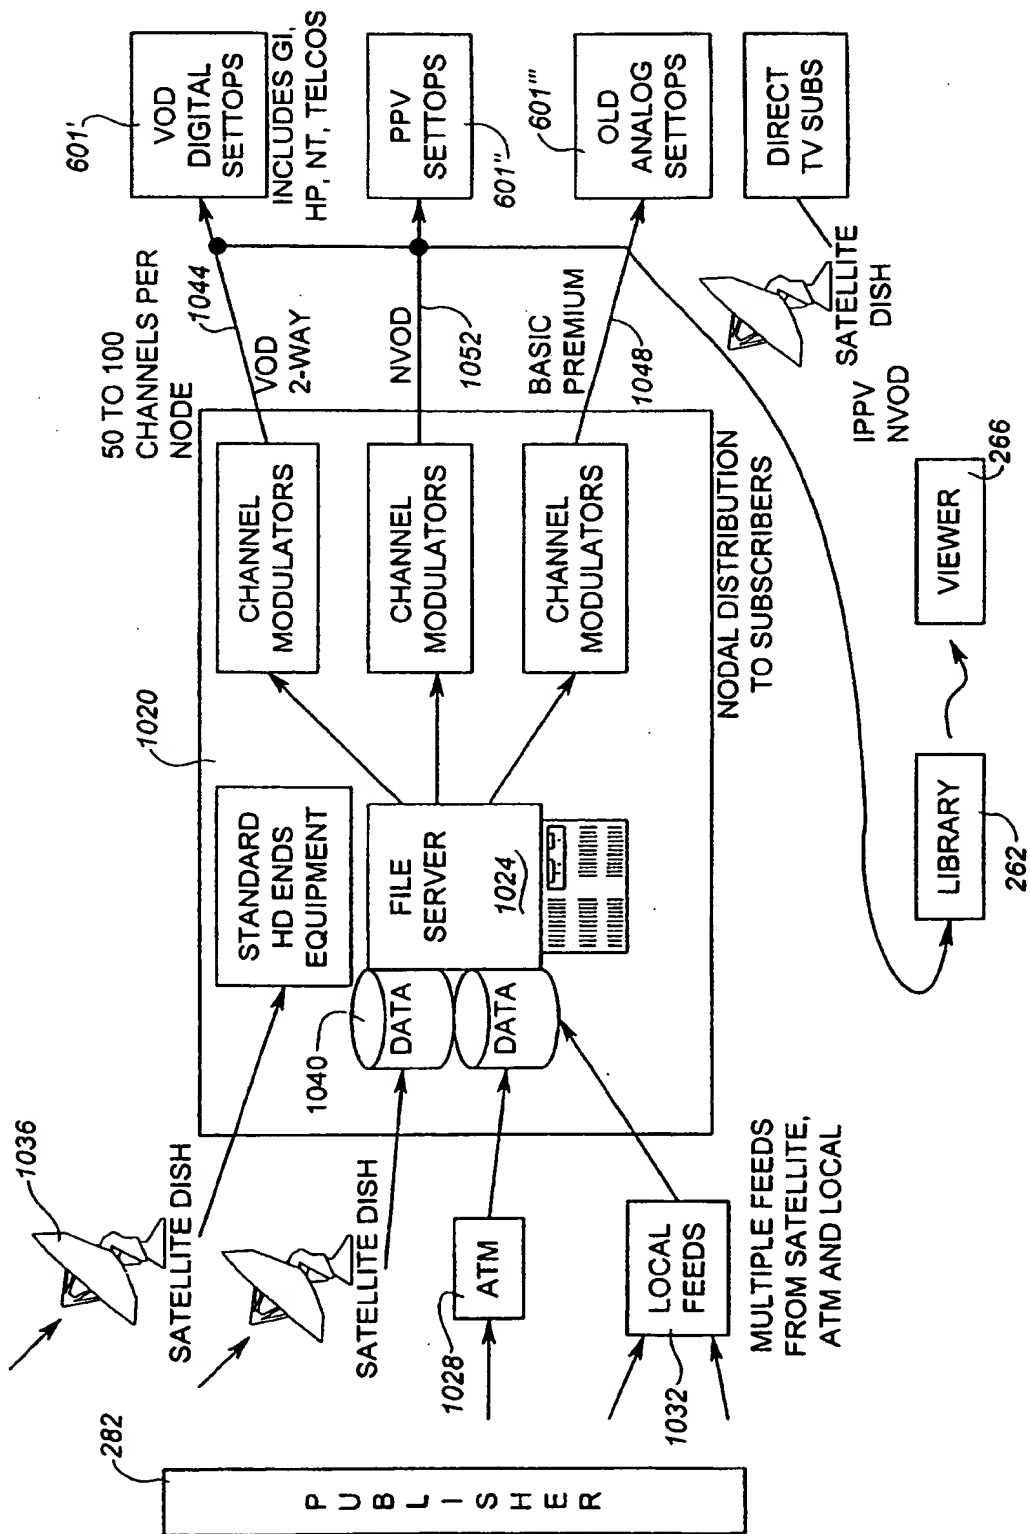 282
PUBLISHER
1036
SATELLITE DISH
SATELLITE DISH
1028
ATM
1032
LOCAL
FEEDS
MULTIPLE FEEDS
FROM SATELLITE,
ATM AND LOCAL
1020
STANDARD
HD ENDS
EQUIPMENT
1040
DATA
DATA
FILE
SERVER
1024
CHANNEL
MODULATORS
CHANNEL
MODULATORS
CHANNEL
MODULATORS
NODAL DISTRIBUTION
TO SUBSCRIBERS
50 TO 100
CHANNELS PER
NODE
1044
VOD
2-WAY
NVOD
1052
BASIC
PREMIUM
1048
601'
VOD
DIGITAL
SETTOPS
INCLUDES GI,
HP, NT, TELCOS
PPV
SETTOPS
601"
601'''
OLD
ANALOG
SETTOPS
DIRECT
TV SUBS
SATELLITE
DISH
IPPV
NVOD
LIBRARY
262
VIEWER
266